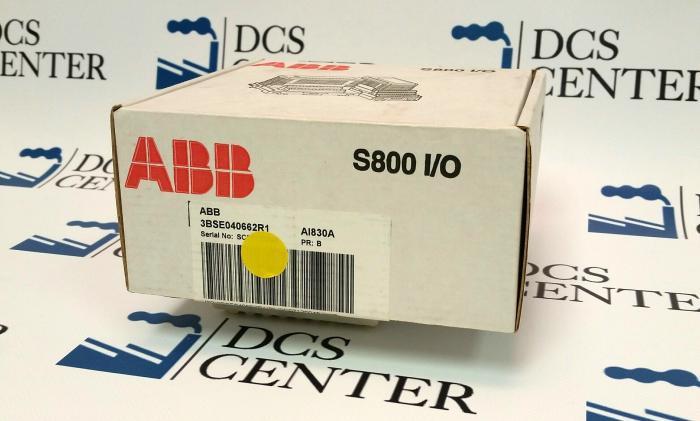 DCS
CENTER
DCS
CENTER
ABB
S800 I/O
ABB
S800 I/O
ABB
3BSE040662R1 AI830A
Serial No: PR: B
DCS
CENTER
DCS
CENTER
DCS
CENTER